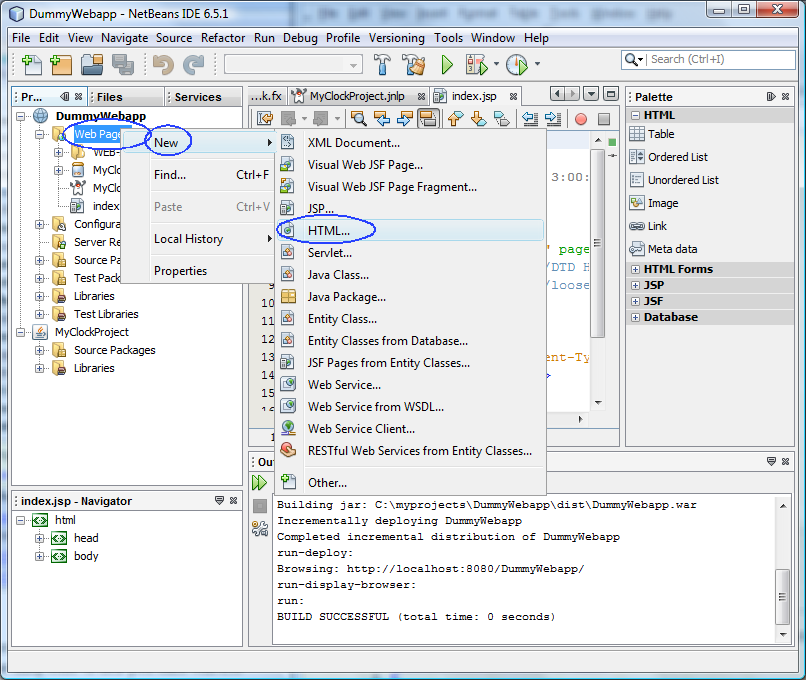 DummyWebapp - NetBeans IDE 6.5.1
File Edit View Navigate Source Refactor Run Debug Profile Versioning Tools Window Help
Search (Ctrl+I)
Pr... Files Services
...k.fx MyClockProject.jnlp index.jsp
Palette
DummyWebapp
Web Page
WEB-
MyClo
MyClo
index
Configura
Server Re
Source Pa
Test Pack
Libraries
Test Libraries
MyClockProject
Source Packages
Libraries
New
Find... Ctrl+F
Paste Ctrl+V
Local History
Properties
XML Document...
Visual Web JSF Page...
Visual Web JSF Page Fragment...
JSP...
HTML...
Servlet...
Java Class...
Java Package...
Entity Class...
Entity Classes from Database...
JSF Pages from Entity Classes...
Web Service...
Web Service from WSDL...
Web Service Client...
RESTful Web Services from Entity Classes...
Other...
3:00:
" page
/DTD H
/loose
ent-Ty
>
9
10
11
12
13
14
15
16
1
HTML
Table
Ordered List
Unordered List
Image
Link
Meta data
HTML Forms
JSP
JSF
Database
index.jsp - Navigator
html
head
body
Out
Building jar: C:\myprojects\DummyWebapp\dist\DummyWebapp.war
Incrementally deploying DummyWebapp
Completed incremental distribution of DummyWebapp
run-deploy:
Browsing: http://localhost:8080/DummyWebapp/
run-display-browser:
run:
BUILD SUCCESSFUL (total time: 0 seconds)